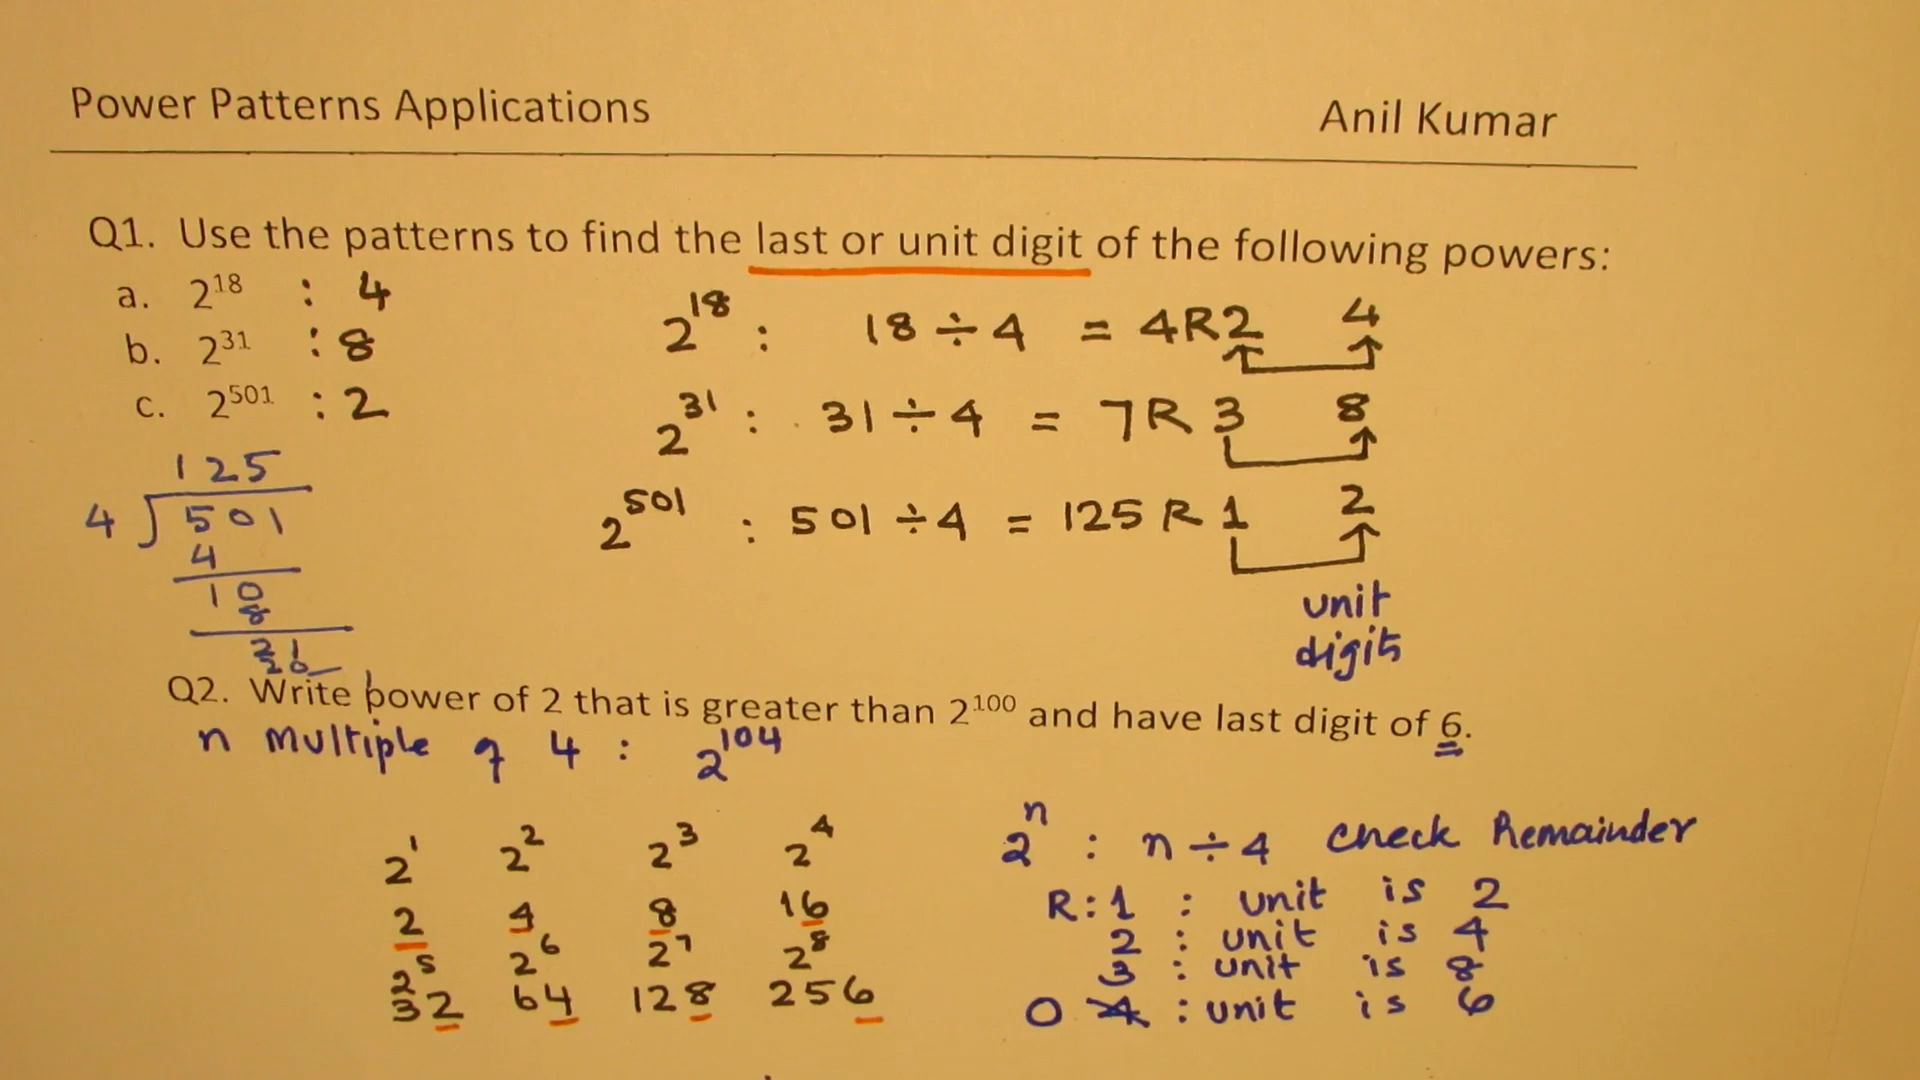 Power Patterns Applications Anil Kumar
Q1. Use the patterns to find the last or unit digit of the following powers:
a. 2^18 : 4
b. 2^31 : 8
c. 2^501 : 2
2^18 : 18 ÷ 4 = 4R2 4
2^31 : 31 ÷ 4 = 7R 3 8
2^501 : 501 ÷ 4 = 125 R 1 2
unit
digits
125
4 501
4
10
8
21
20
Q2. Write power of 2 that is greater than 2^100 and have last digit of 6.
n multiple of 4 : 2^104
2^1 2^2 2^3 2^4
2 4 8 16
2^5 2^6 2^7 2^8
32 64 128 256
2^n : n ÷ 4 check Remainder
R: 1 : unit is 2
2 : unit is 4
3 : unit is 8
0 4 : unit is 6